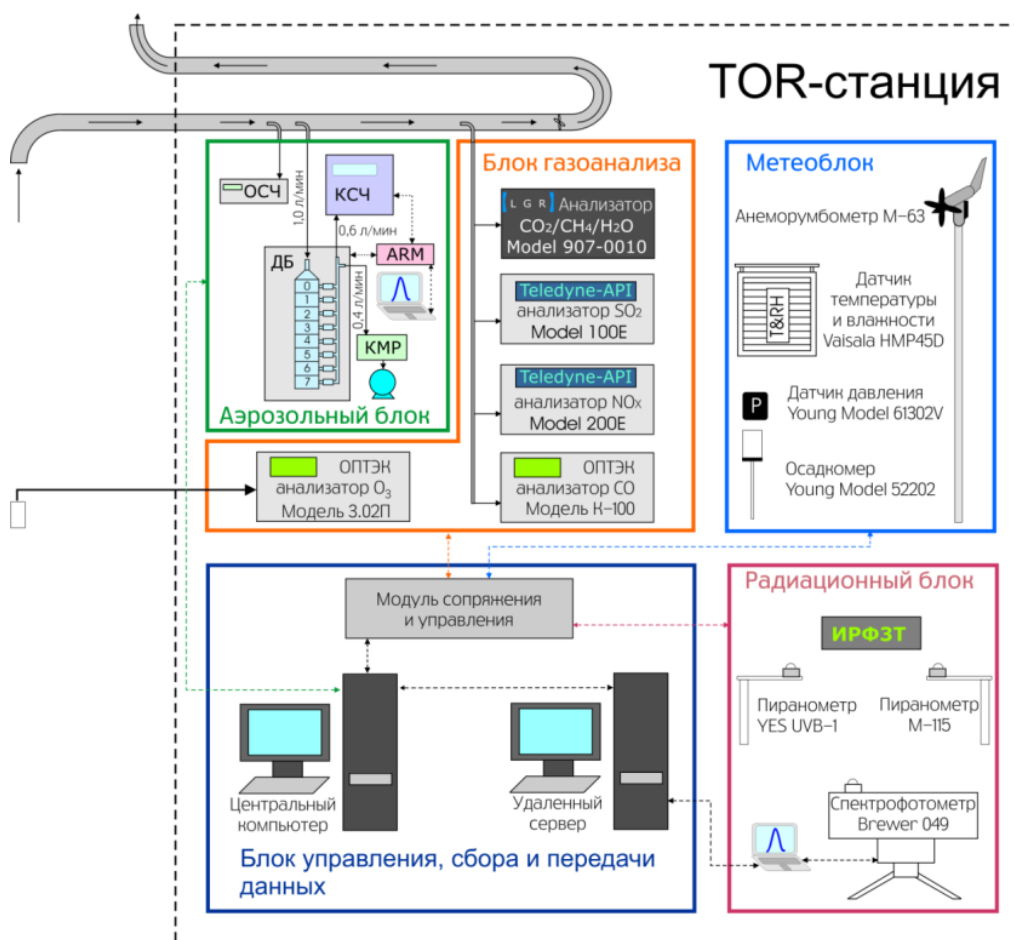 TOR-станция
Аэрозольный блок
ОСЧ
1,0 л/мин
КСЧ
0,6 л/мин
ARM
ДБ
0
1
2
3
4
5
6
7
0,4 л/мин
КМР
Блок газоанализа
LGR Анализатор
CO₂/CH₄/H₂O
Model 907-0010
Teledyne-API
анализатор SO₂
Model 100E
Teledyne-API
анализатор NOx
Model 200E
ОПТЭК
анализатор O₃
Модель 3.02П
ОПТЭК
анализатор CO
Модель К-100
Метеоблок
Анеморумбометр М-63
T&RH
Датчик
температуры
и влажности
Vaisala HMP45D
P
Датчик давления
Young Model 61302V
Осадкомер
Young Model 52202
Модуль сопряжения
и управления
Центральный
компьютер
Удаленный
сервер
Блок управления, сбора и передачи
данных
Радиационный блок
ИРФЗТ
Пиранометр
YES UVB-1
Пиранометр
М-115
Спектрофотометр
Brewer 049